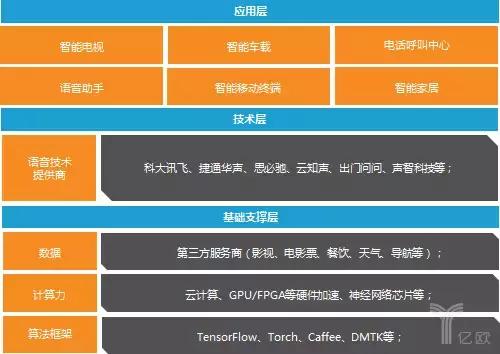 应用层
智能电视
智能车载
电话呼叫中心
语音助手
智能移动终端
智能家居
技术层
语音技术
提供商
科大讯飞、捷通华声、思必驰、云知声、出门问问、声智科技等；
基础支撑层
数据
第三方服务商（影视、电影票、餐饮、天气、导航等）；
计算力
云计算、GPU/FPGA等硬件加速、神经网络芯片等；
算法框架
TensorFlow、Torch、Caffee、DMTK等；
亿欧